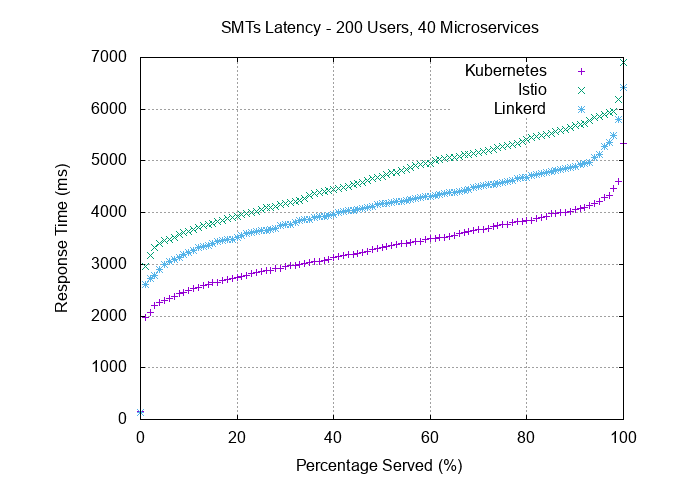 SMTs Latency - 200 Users, 40 Microservices
Kubernetes
Istio
Linkerd
7000
6000
5000
4000
3000
2000
1000
0
Response Time (ms)
0 20 40 60 80 100
Percentage Served (%)